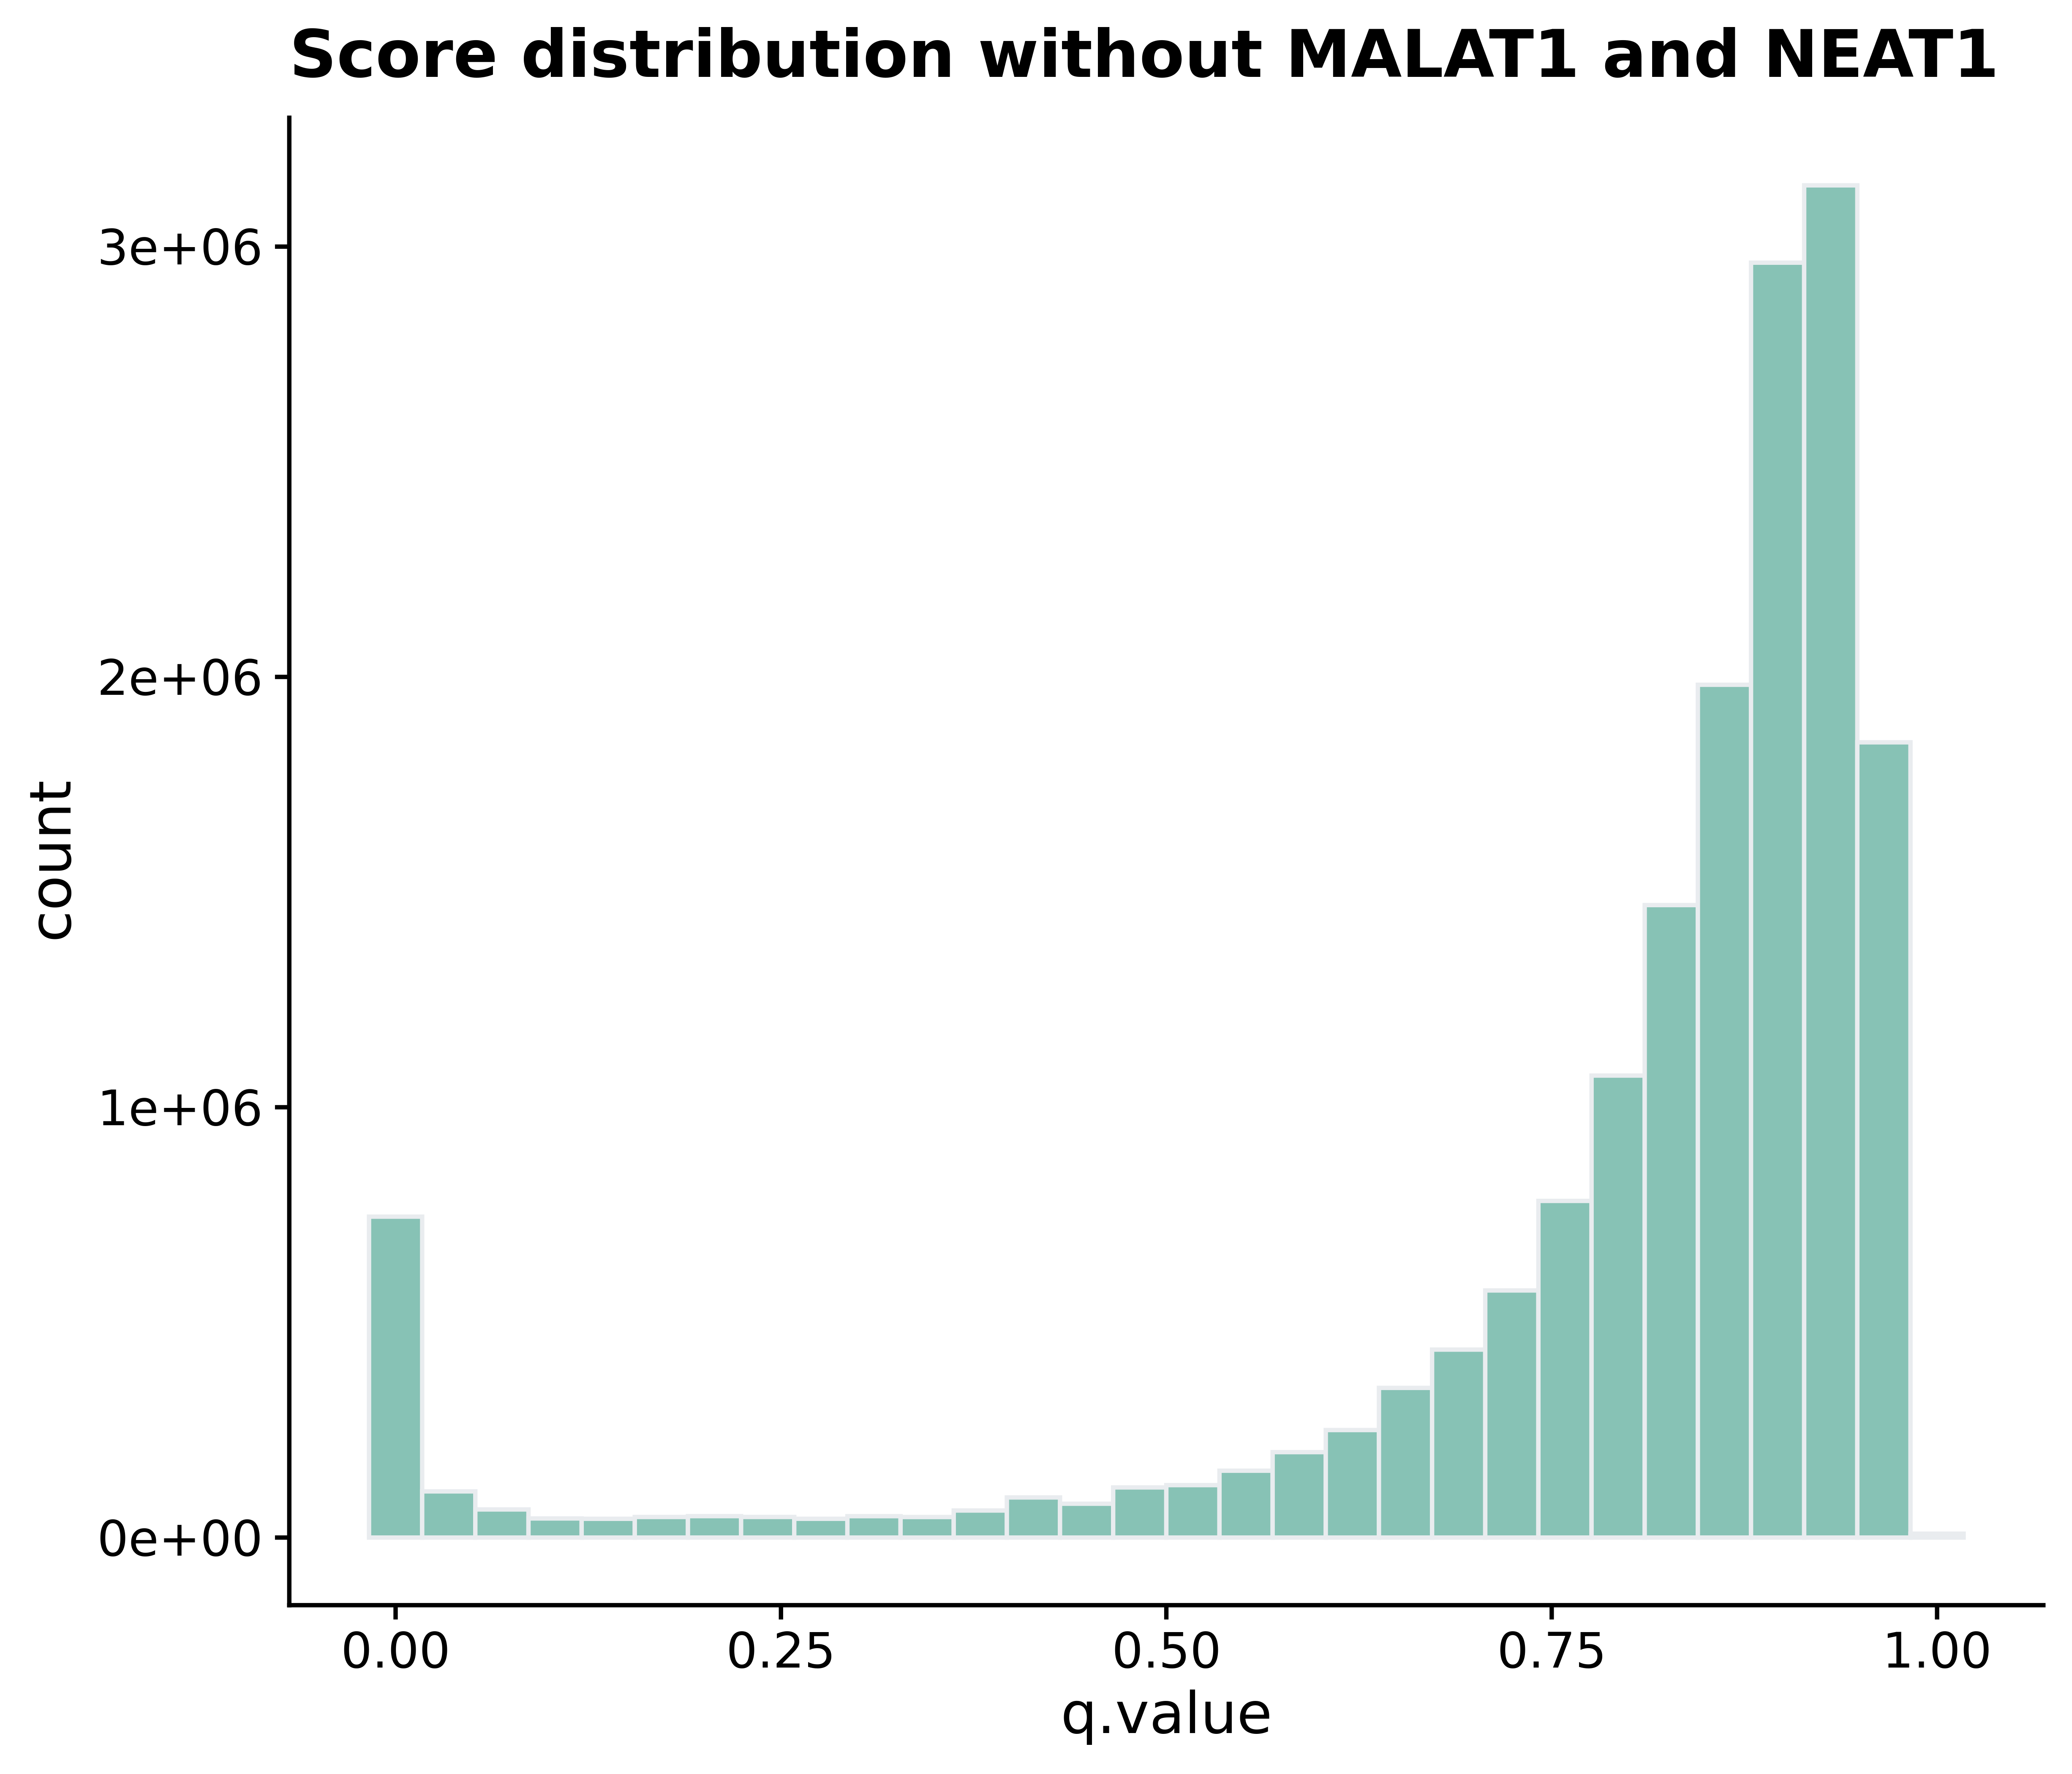 Score distribution without MALAT1 and NEAT1
3e+06
2e+06
1e+06
0e+00
count
0.00 0.25 0.50 0.75 1.00
q.value